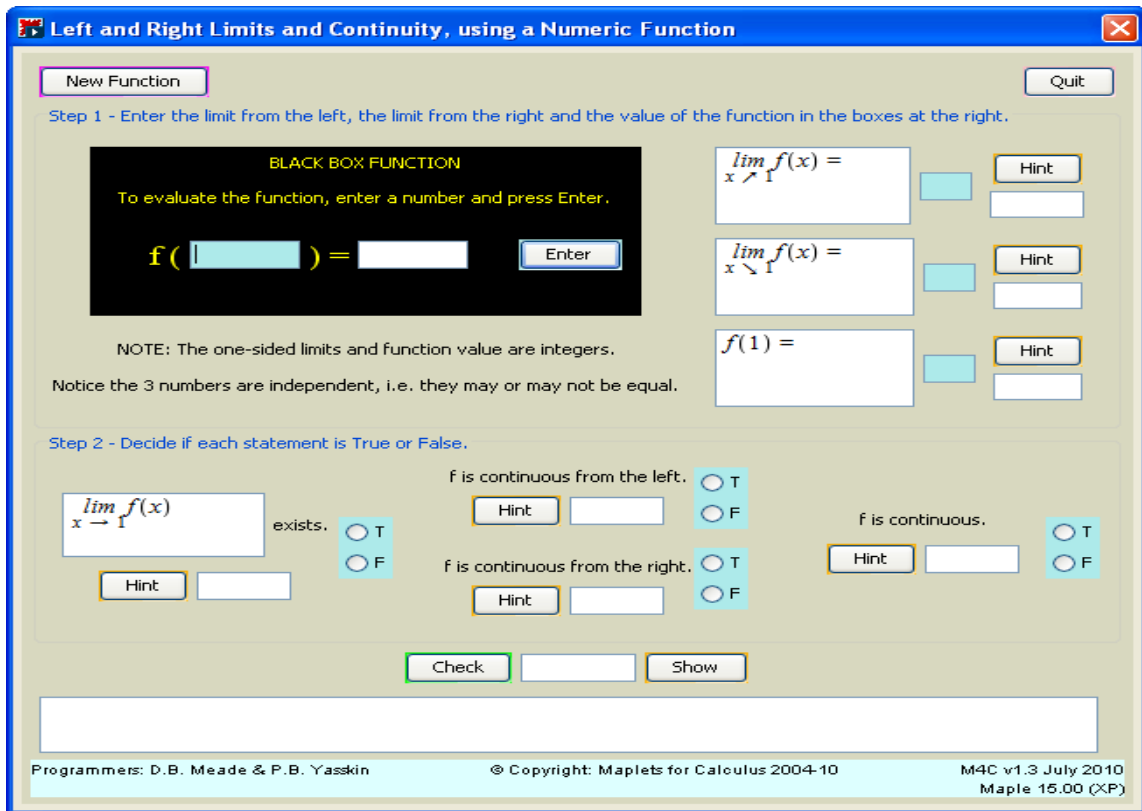 Left and Right Limits and Continuity, using a Numeric Function
New Function
Quit
Step 1 - Enter the limit from the left, the limit from the right and the value of the function in the boxes at the right.
BLACK BOX FUNCTION
To evaluate the function, enter a number and press Enter.
f ( ) =
Enter
NOTE: The one-sided limits and function value are integers.
Notice the 3 numbers are independent, i.e. they may or may not be equal.
lim f(x) =
x ↗ 1
Hint
lim f(x) =
x ↘ 1
Hint
f(1) =
Hint
Step 2 - Decide if each statement is True or False.
lim f(x)
x → 1
exists.
T
F
Hint
f is continuous from the left.
T
F
Hint
f is continuous from the right.
T
F
Hint
f is continuous.
T
F
Hint
Check
Show
Programmers: D.B. Meade & P.B. Yasskin
© Copyright: Maplets for Calculus 2004-10
M4C v1.3 July 2010
Maple 15.00 (XP)